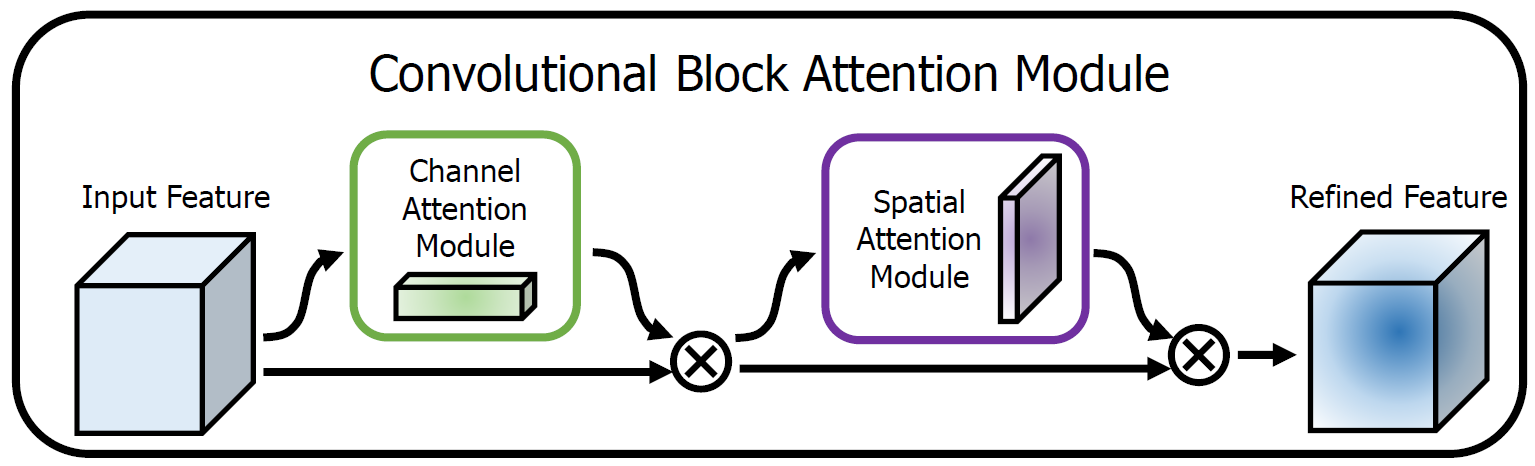 Convolutional Block Attention Module
Input Feature
Channel
Attention
Module
Spatial
Attention
Module
Refined Feature